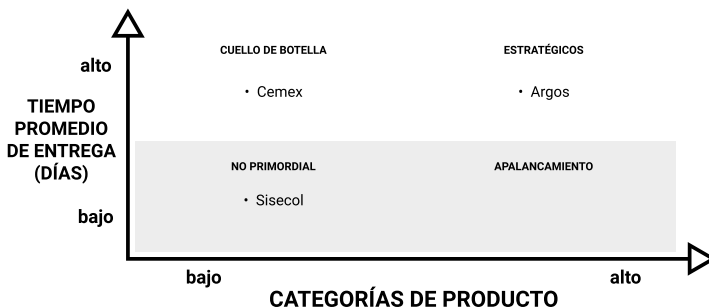 CUELLO DE BOTELLA
ESTRATÉGICOS
alto
• Cemex
• Argos
TIEMPO
PROMEDIO
DE ENTREGA
(DÍAS)
NO PRIMORDIAL
APALANCAMIENTO
• Sisecol
bajo
bajo
alto
CATEGORÍAS DE PRODUCTO